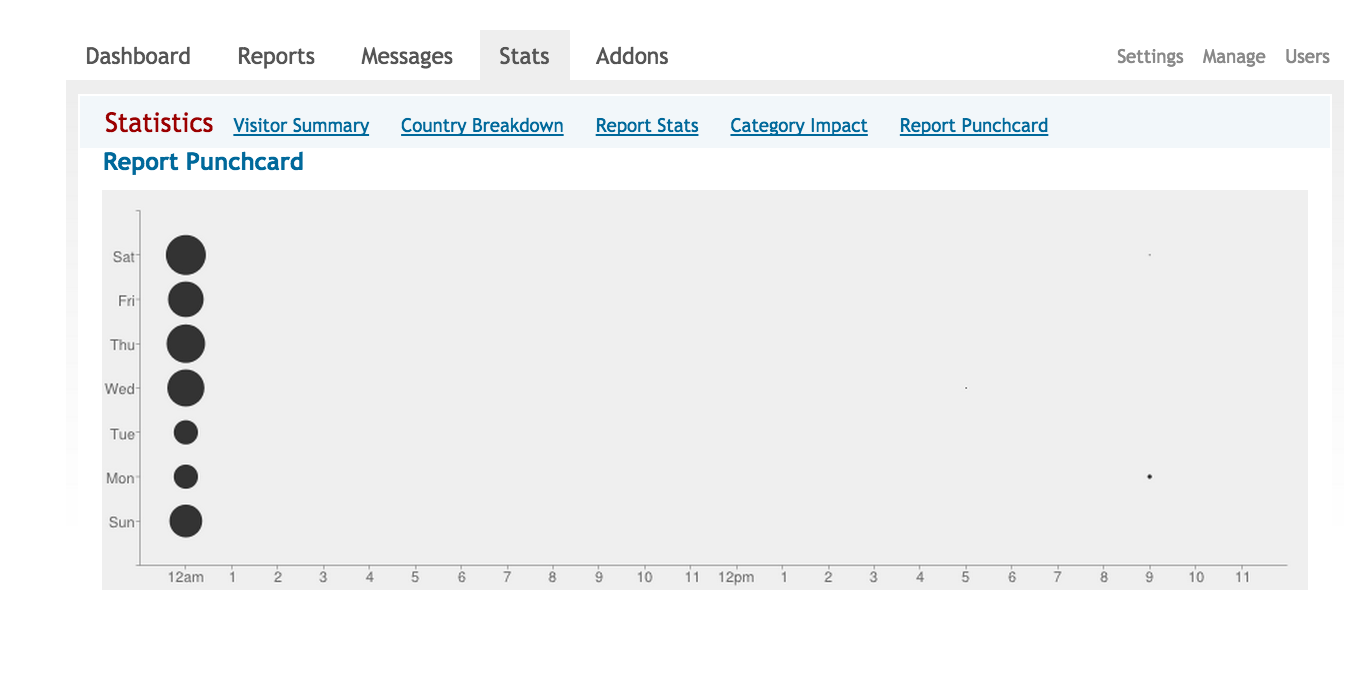 Dashboard Reports Messages Stats Addons Settings Manage Users
Statistics Visitor Summary Country Breakdown Report Stats Category Impact Report Punchcard
Report Punchcard
Sat
Fri
Thu
Wed
Tue
Mon
Sun
12am 1 2 3 4 5 6 7 8 9 10 11 12pm 1 2 3 4 5 6 7 8 9 10 11